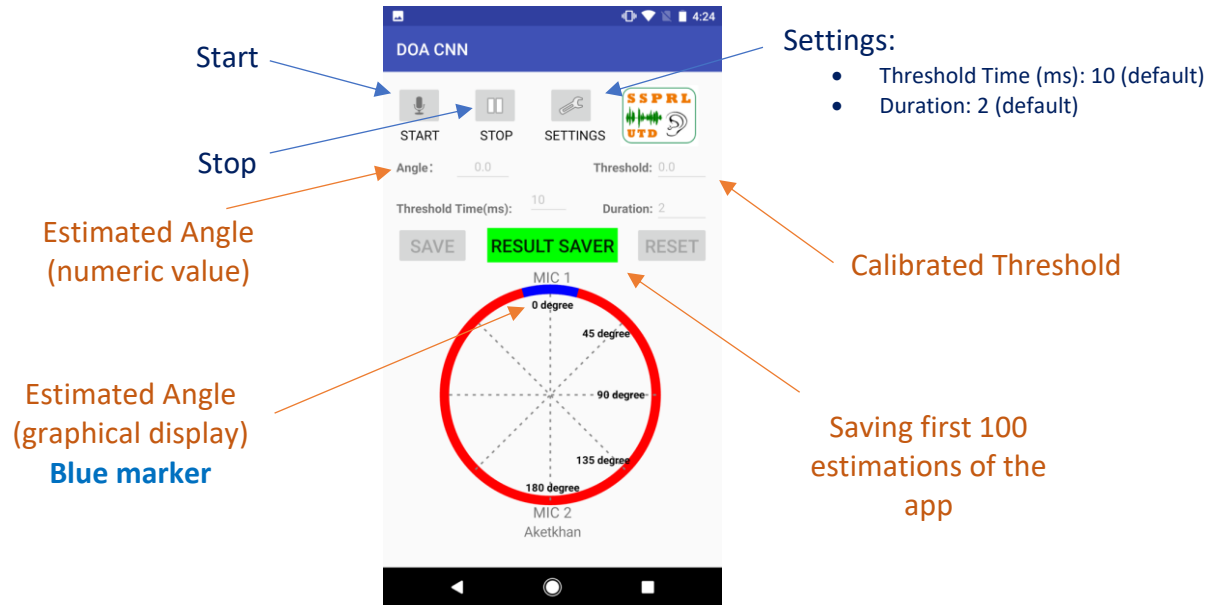 4:24
DOA CNN
START
STOP
SETTINGS
SSPRL
UTD
Angle:
0.0
Threshold: 0.0
Threshold Time(ms):
10
Duration: 2
SAVE
RESULT SAVER
RESET
MIC 1
0 degree
45 degree
90 degree
135 degree
180 degree
MIC 2
Aketkhan
Start
Stop
Estimated Angle
(numeric value)
Estimated Angle
(graphical display)
Blue marker
Settings:
• Threshold Time (ms): 10 (default)
• Duration: 2 (default)
Calibrated Threshold
Saving first 100
estimations of the
app